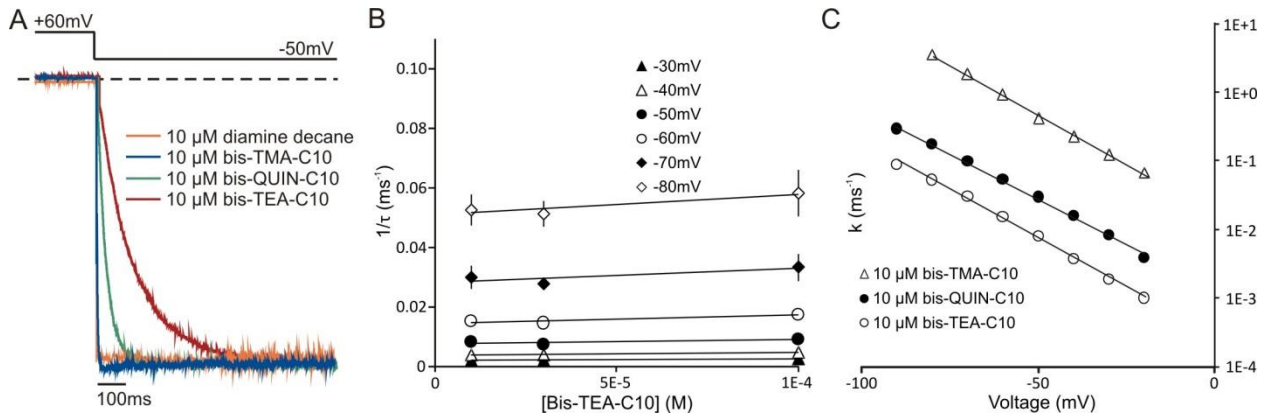 A
+60mV
-50mV
10 µM diamine decane
10 µM bis-TMA-C10
10 µM bis-QUIN-C10
10 µM bis-TEA-C10
100ms
B
1/τ (ms⁻¹)
0.10
0.08
0.06
0.04
0.02
0
-30mV
-40mV
-50mV
-60mV
-70mV
-80mV
0
5E-5
1E-4
[Bis-TEA-C10] (M)
C
k (ms⁻¹)
1E+1
1E+0
1E-1
1E-2
1E-3
1E-4
10 µM bis-TMA-C10
10 µM bis-QUIN-C10
10 µM bis-TEA-C10
-100
-50
0
Voltage (mV)